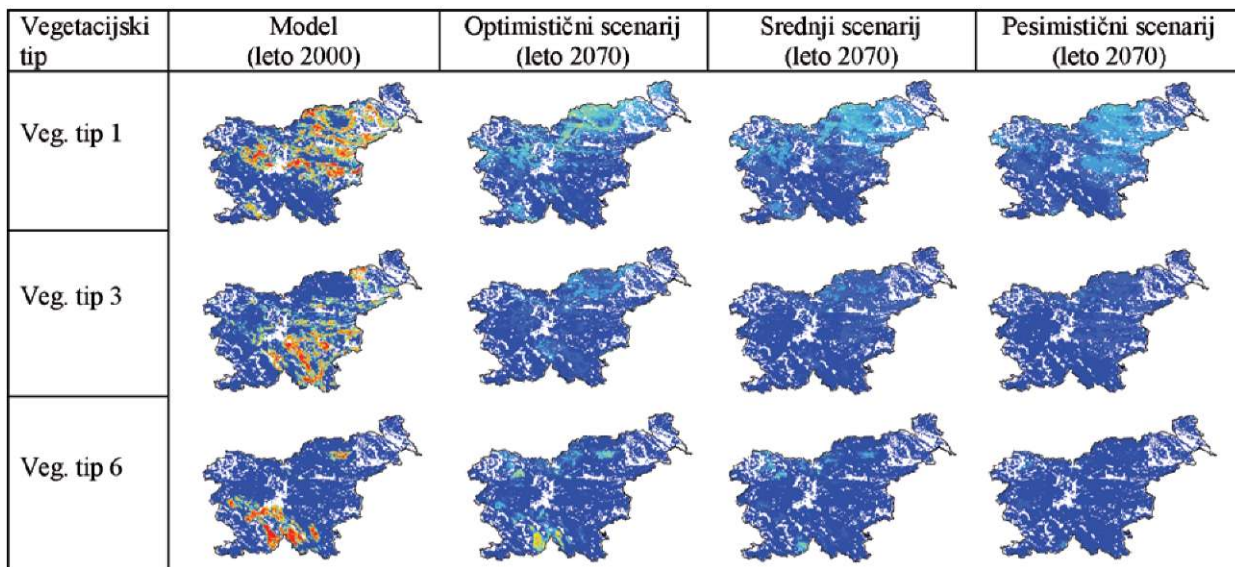 Vegetacijski tip
Model (leto 2000)
Optimistični scenarij (leto 2070)
Srednji scenarij (leto 2070)
Pesimistični scenarij (leto 2070)
Veg. tip 1
Veg. tip 3
Veg. tip 6